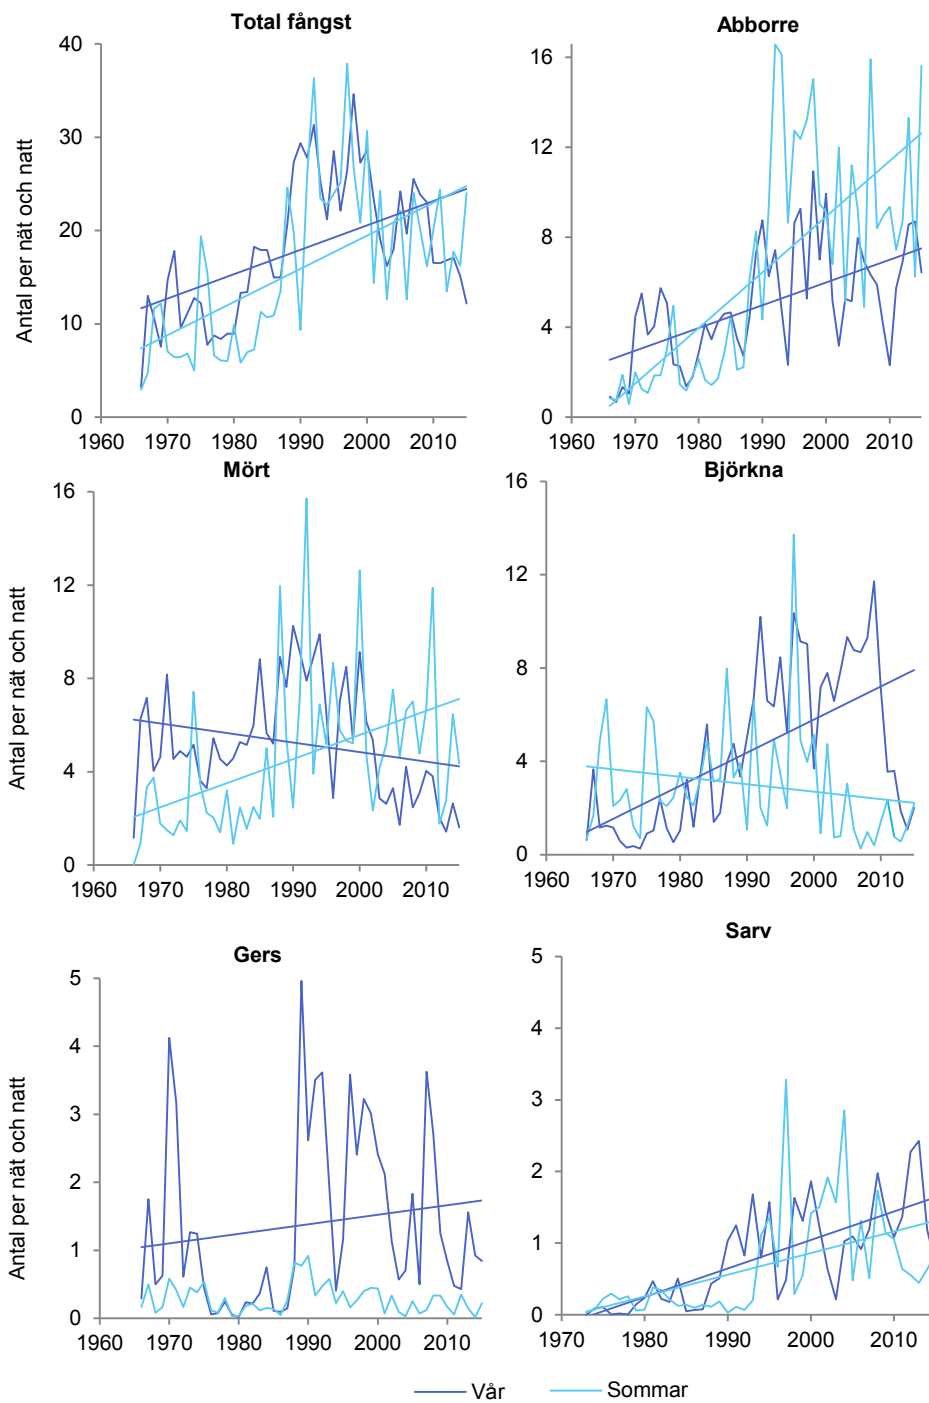 Total fångst
Antal per nät och natt
40
30
20
10
0
1960 1970 1980 1990 2000 2010
Abborre
16
12
8
4
0
1960 1970 1980 1990 2000 2010
Mört
Antal per nät och natt
16
12
8
4
0
1960 1970 1980 1990 2000 2010
Björkna
16
12
8
4
0
1960 1970 1980 1990 2000 2010
Gers
Antal per nät och natt
5
4
3
2
1
0
1960 1970 1980 1990 2000 2010
Sarv
5
4
3
2
1
0
1970 1980 1990 2000 2010
Vår Sommar